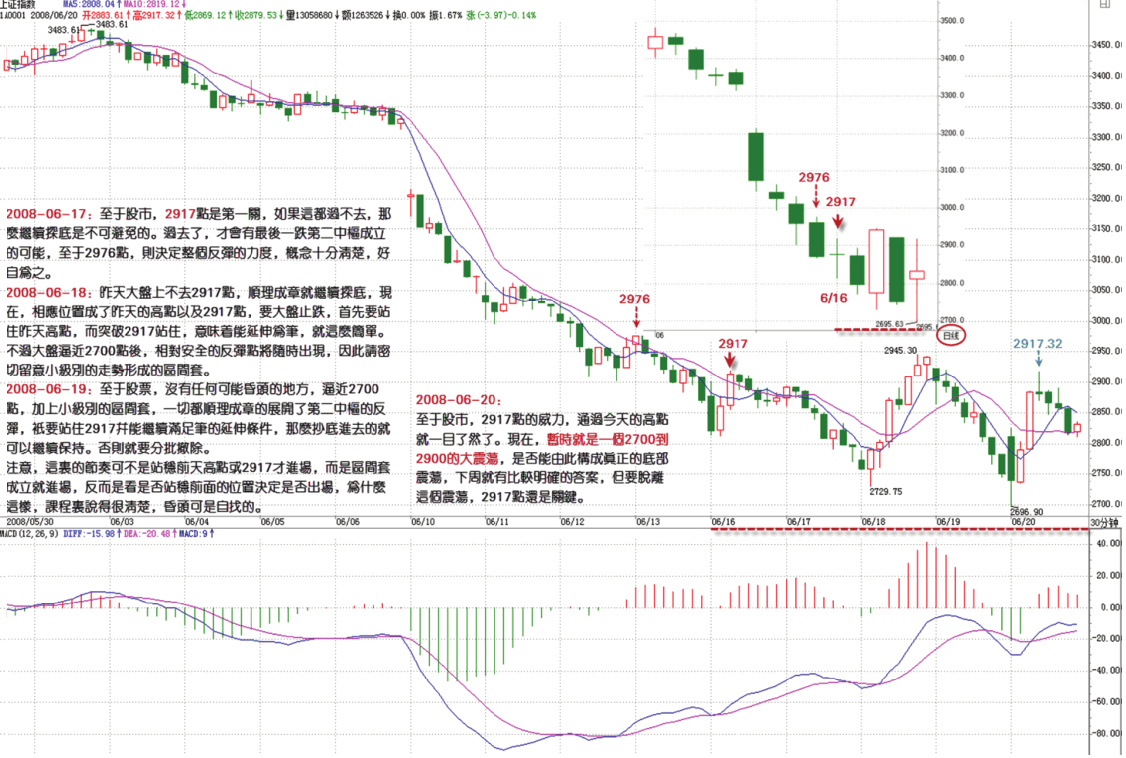 上证指数 MA5:2808.04↑MA10:2819.12↓
1A0001 2008/06/20 开2883.61↑高2917.32↑低2869.12↑收2879.53↓量13058680↓额1263526↓换0.00% 振1.67% 涨(-3.97)-0.14%
3483.61
3483.61
3500.0
3400.0
3300.0
3200.0
3100.0
3000.0
2900.0
2800.0
2700.0
2976
2917
6/16
2695.63
2695.
日线
3450.00
3400.0
3350.00
3300.0
3250.00
3200.0
3150.00
3100.0
3050.00
3000.0
2950.00
2900.0
2850.00
2800.0
2750.00
2700.0
2008-06-17：至于股市，2917點是第一關，如果這都過不去，那
麼繼續探底是不可避免的。過去了，才會有最後一跌第二中樞成立
的可能，至于2976點，則決定整個反彈的力度，概念十分清楚，好
自爲之。
2008-06-18：昨天大盤上不去2917點，順理成章就繼續探底，現
在，相應位置成了昨天的高點以及2917點，要大盤止跌，首先要站
住昨天高點，而突破2917站住，意味着能延伸爲筆，就這麼簡單。
不過大盤逼近2700點後，相對安全的反彈點將隨時出現，因此請密
切留意小級別的走勢形成的區間套。
2008-06-19：至于股票，沒有任何可能昏頭的地方，逼近2700
點，加上小級別的區間套，一切都順理成章的展開了第二中樞的反
彈，衹要站住2917幷能繼續滿足筆的延伸條件，那麼抄底進去的就
可以繼續保持。否則就要分批撤除。
注意，這裏的節奏可不是站穩前天高點或2917才進場，而是區間套
成立就進場，反而是看是否站穩前面的位置決定是否出場，爲什麼
這樣，課程裏說得很清楚，昏頭可是自找的。
2976
06
2917
2945.30
2917.32
2008-06-20：
至于股市，2917點的威力，通過今天的高點
就一目了然了。現在，暫時就是一個2700到
2900的大震蕩，是否能由此構成眞正的底部
震蕩，下周就有比較明確的答案，但要脫離
這個震蕩，2917點還是關鍵。
2729.75
2696.90
2008/05/30 06/03 06/04 06/05 06/06 06/10 06/11 06/12 06/13 06/16 06/17 06/18 06/19 06/20 30分钟
MACD(12,26,9) DIFF:-15.98↑DEA:-20.48↑MACD:9↑
40.00
20.00
0.00
-20.00
-40.00
-60.00
-80.00